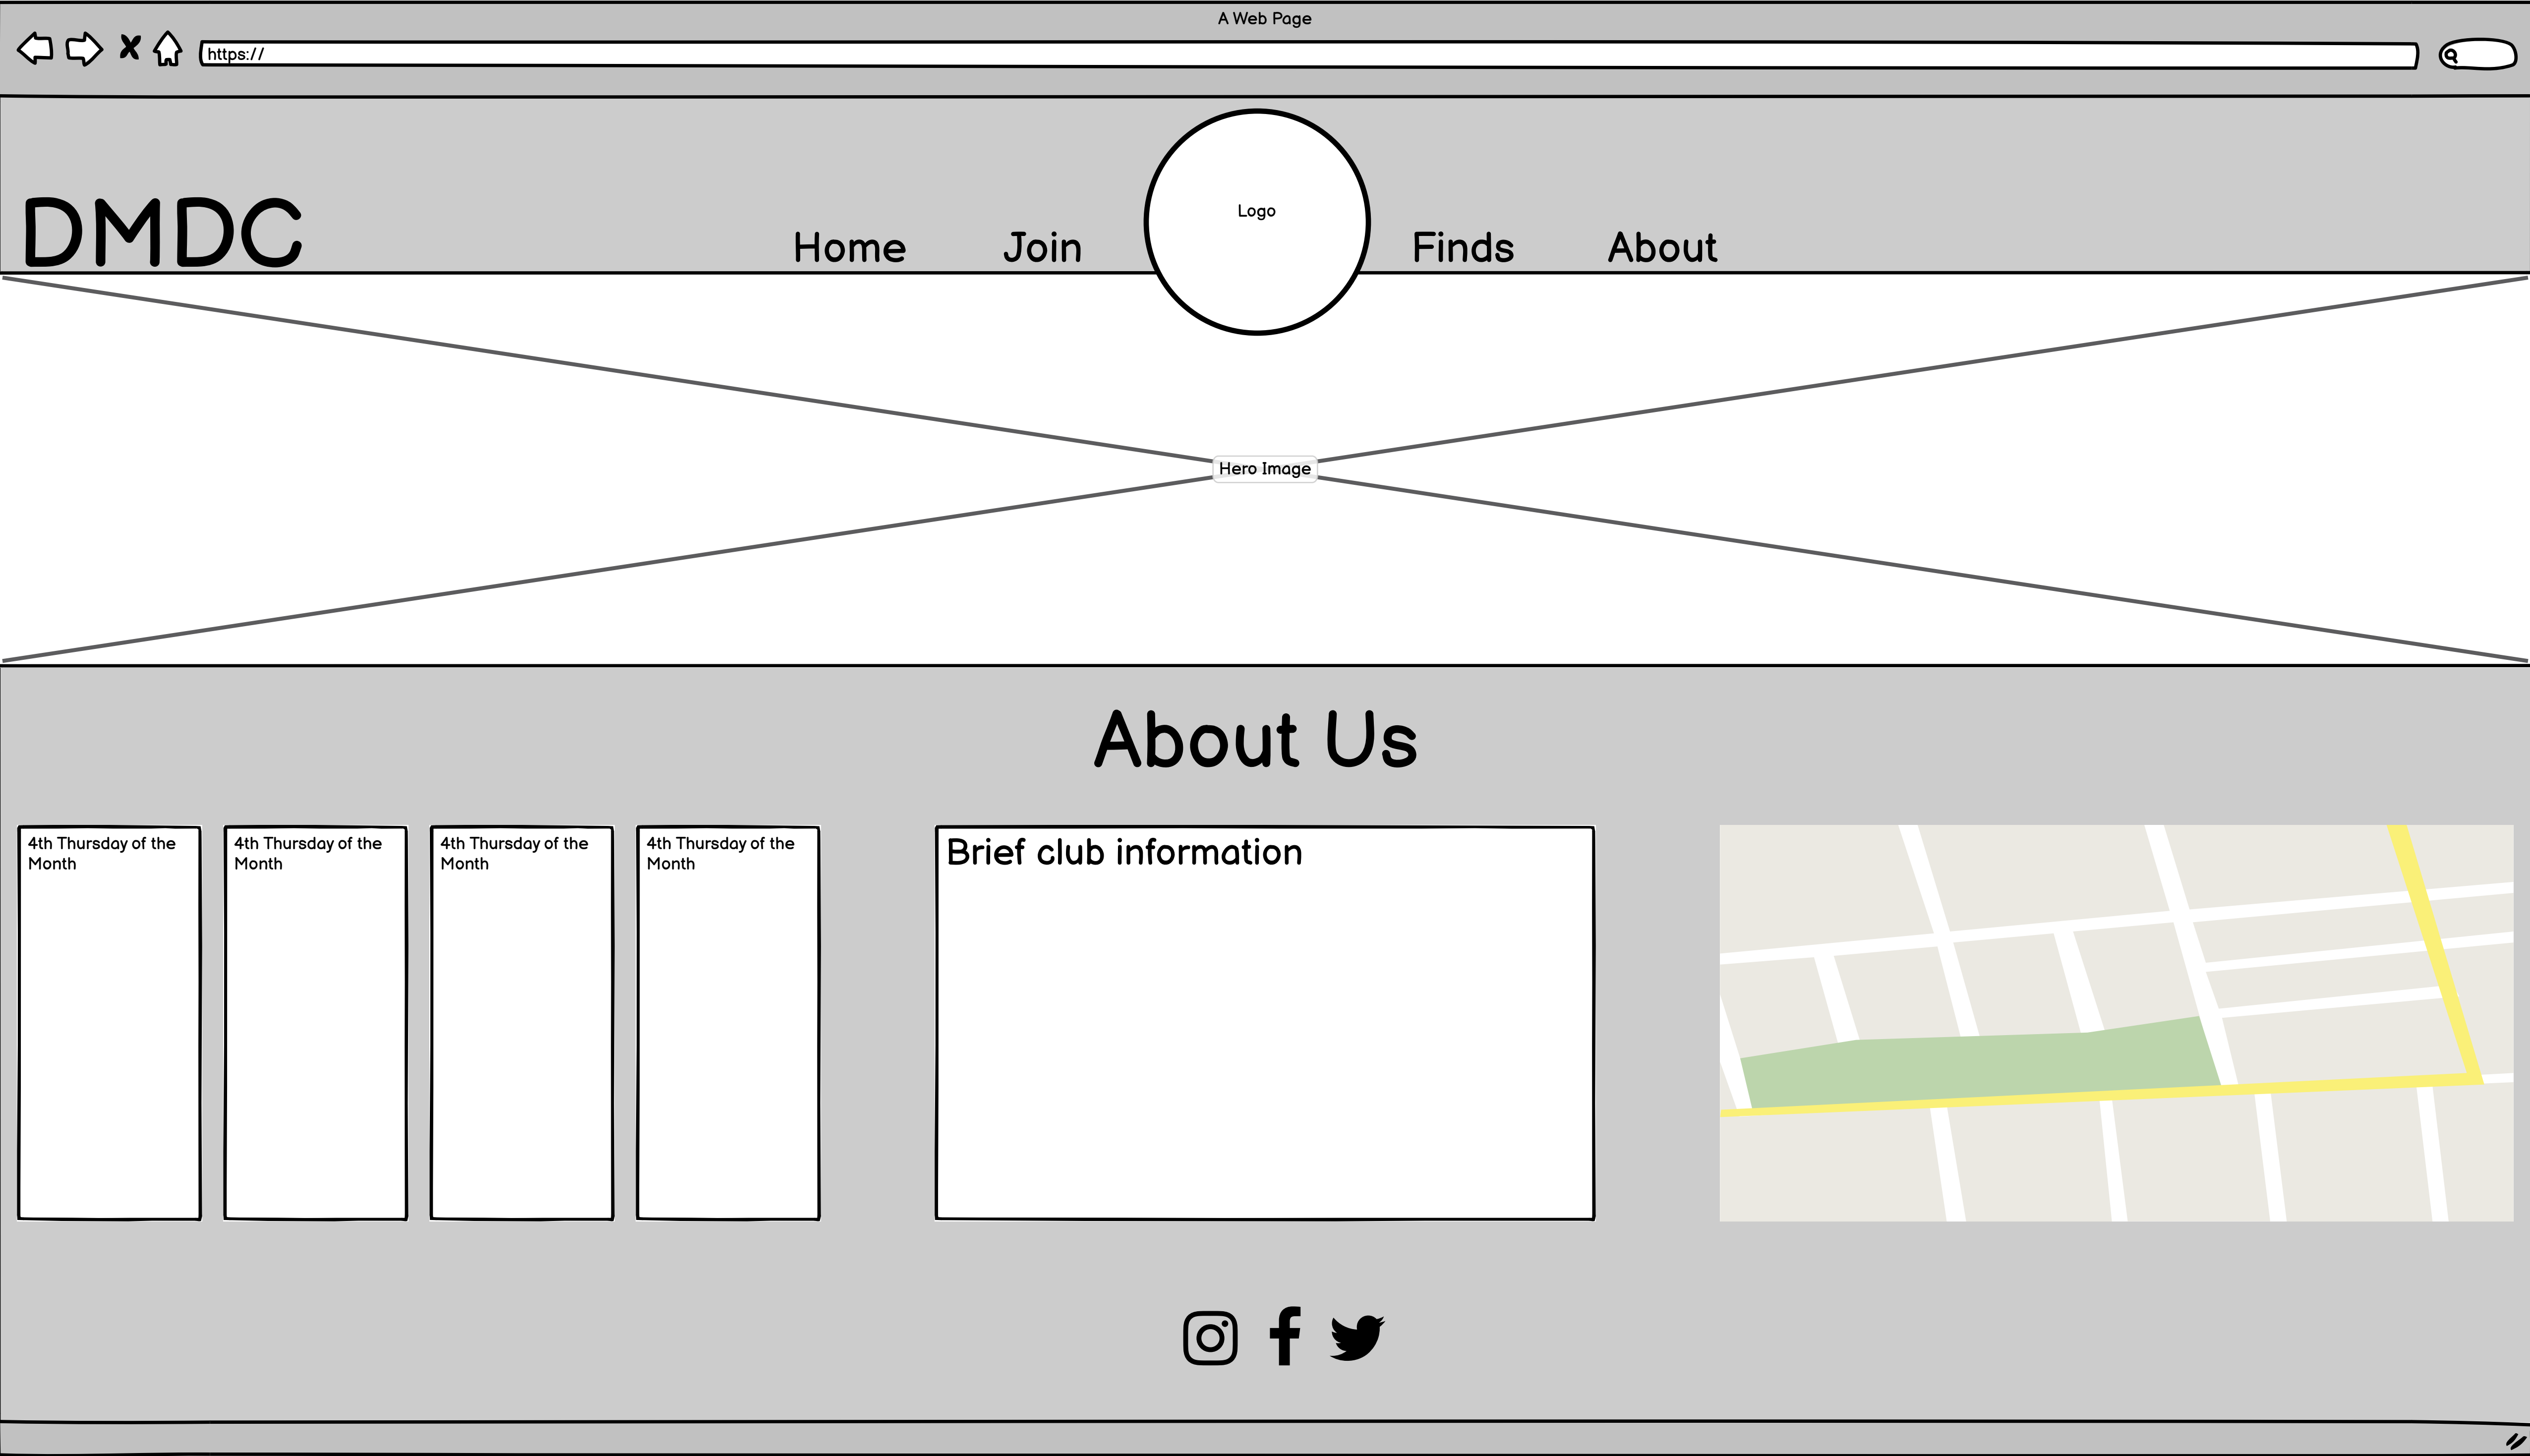 A Web Page
https://
DMDC
Home
Join
Logo
Finds
About
Hero Image
About Us
4th Thursday of the
Month
4th Thursday of the
Month
4th Thursday of the
Month
4th Thursday of the
Month
Brief club information